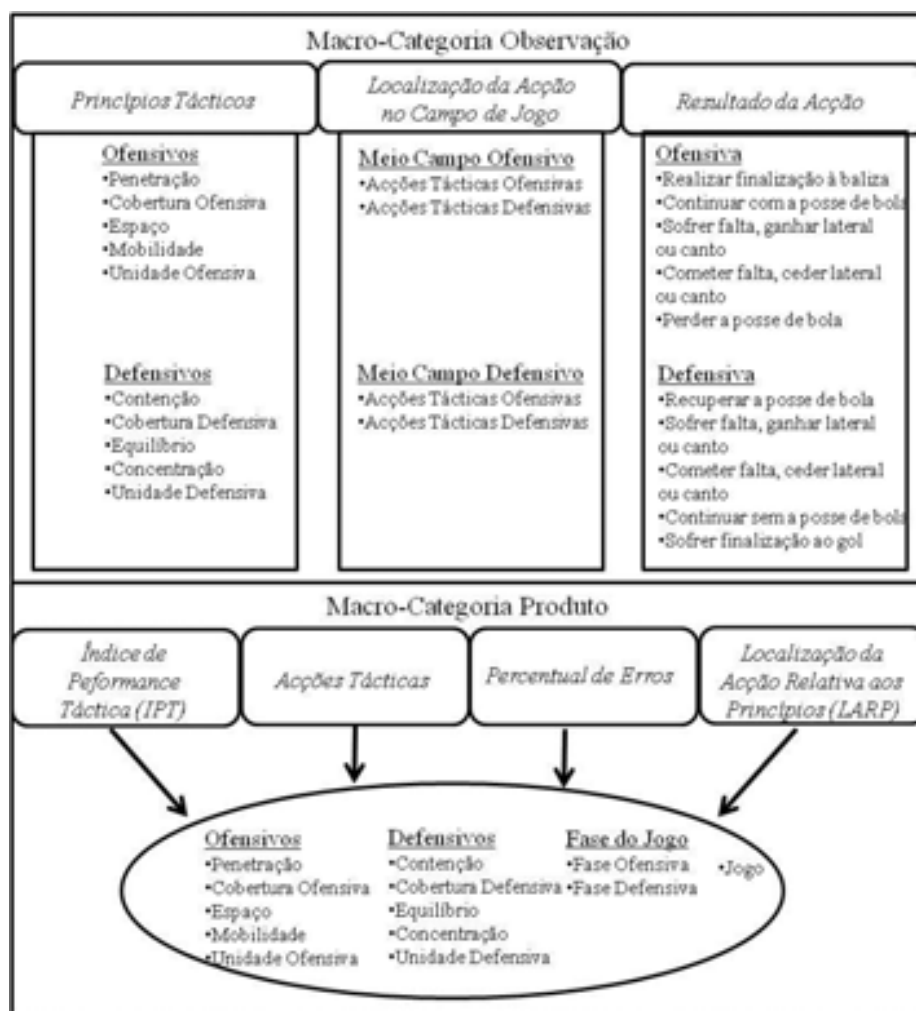 Macro-Categoria Observação
Princípios Tácticos
Localização da Acção
no Campo de Jogo
Resultado da Acção
Ofensivos
•Penetração
•Cobertura Ofensiva
•Espaço
•Mobilidade
•Unidade Ofensiva
Defensivos
•Contenção
•Cobertura Defensiva
•Equilíbrio
•Concentração
•Unidade Defensiva
Meio Campo Ofensivo
•Acções Tácticas Ofensivas
•Acções Tácticas Defensivas
Meio Campo Defensivo
•Acções Tácticas Ofensivas
•Acções Tácticas Defensivas
Ofensiva
•Realizar finalização à baliza
•Continuar com a posse de bola
•Sofrer falta, ganhar lateral
ou canto
•Cometer falta, ceder lateral
ou canto
•Perder a posse de bola
Defensiva
•Recuperar a posse de bola
•Sofrer falta, ganhar lateral
ou canto
•Cometer falta, ceder lateral
ou canto
•Continuar sem a posse de bola
•Sofrer finalização ao gol
Macro-Categoria Produto
Índice de
Peformance
Táctica (IPT)
Acções Tácticas
Percentual de Erros
Localização da
Acção Relativa aos
Princípios (LARP)
Ofensivos
•Penetração
•Cobertura Ofensiva
•Espaço
•Mobilidade
•Unidade Ofensiva
Defensivos
•Contenção
•Cobertura Defensiva
•Equilíbrio
•Concentração
•Unidade Defensiva
Fase do Jogo
•Fase Ofensiva
•Fase Defensiva
•Jogo